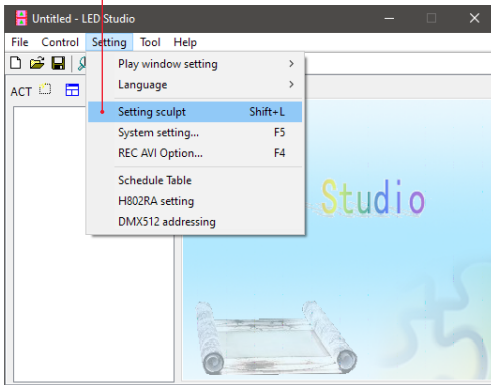 Untitled - LED Studio
File Control Setting Tool Help
ACT
Play window setting
Language
Setting sculpt Shift+L
System setting... F5
REC AVI Option... F4
Schedule Table
H802RA setting
DMX512 addressing
Studio